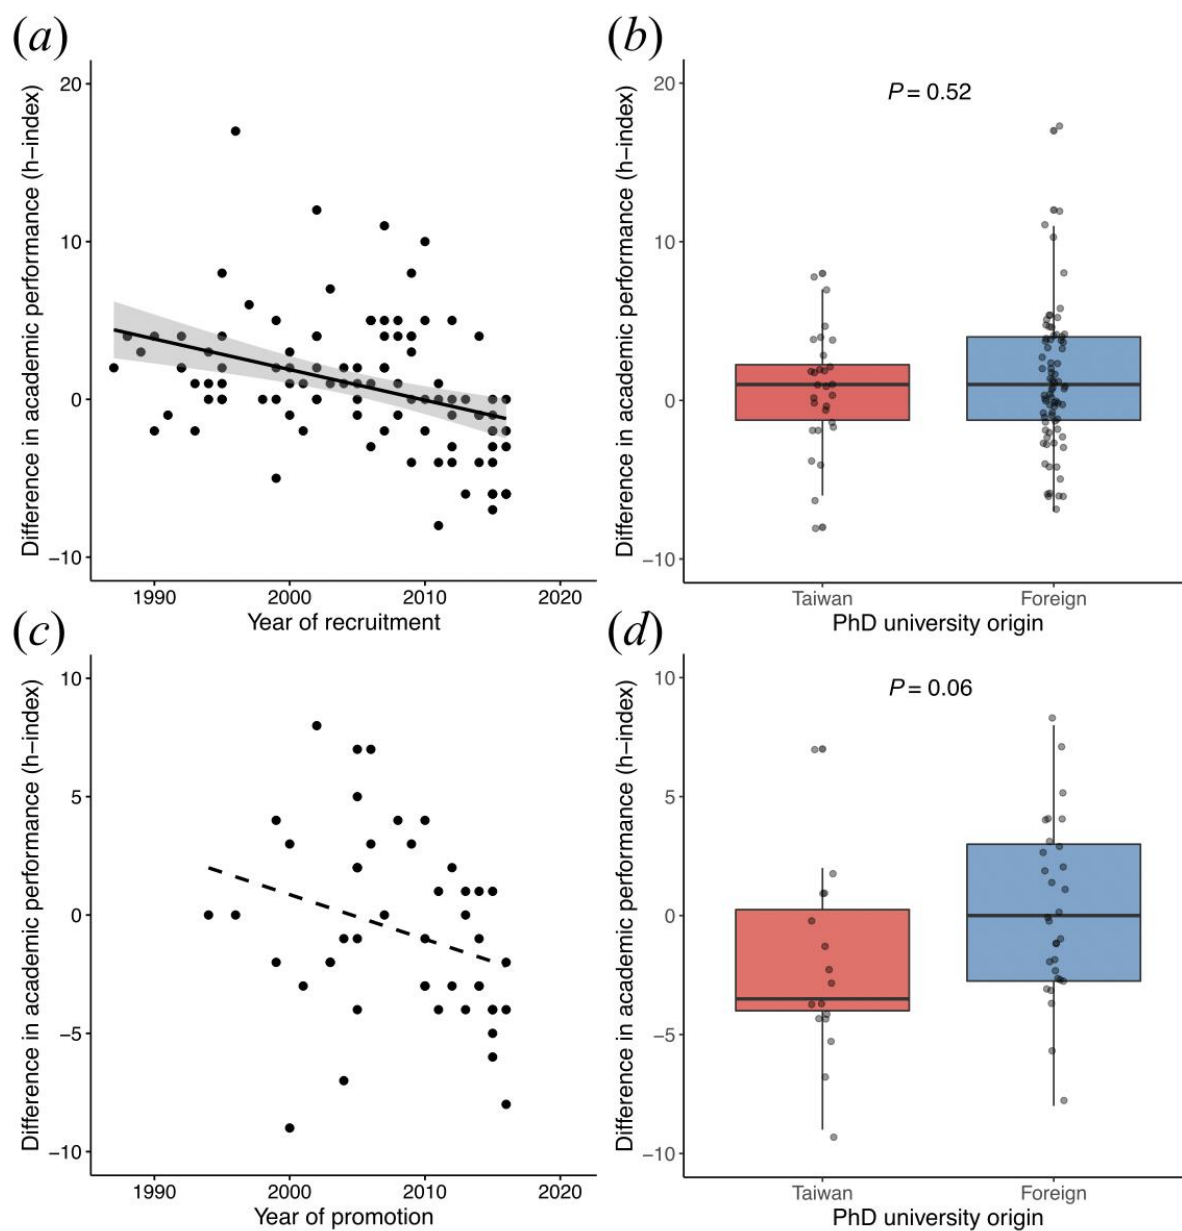 (a)
Difference in academic performance (h−index)
20
10
0
−10
1990 2000 2010 2020
Year of recruitment
(b)
Difference in academic performance (h−index)
P = 0.52
20
10
0
−10
Taiwan Foreign
PhD university origin
(c)
Difference in academic performance (h−index)
10
5
0
−5
−10
1990 2000 2010 2020
Year of promotion
(d)
Difference in academic performance (h−index)
P = 0.06
10
5
0
−5
−10
Taiwan Foreign
PhD university origin